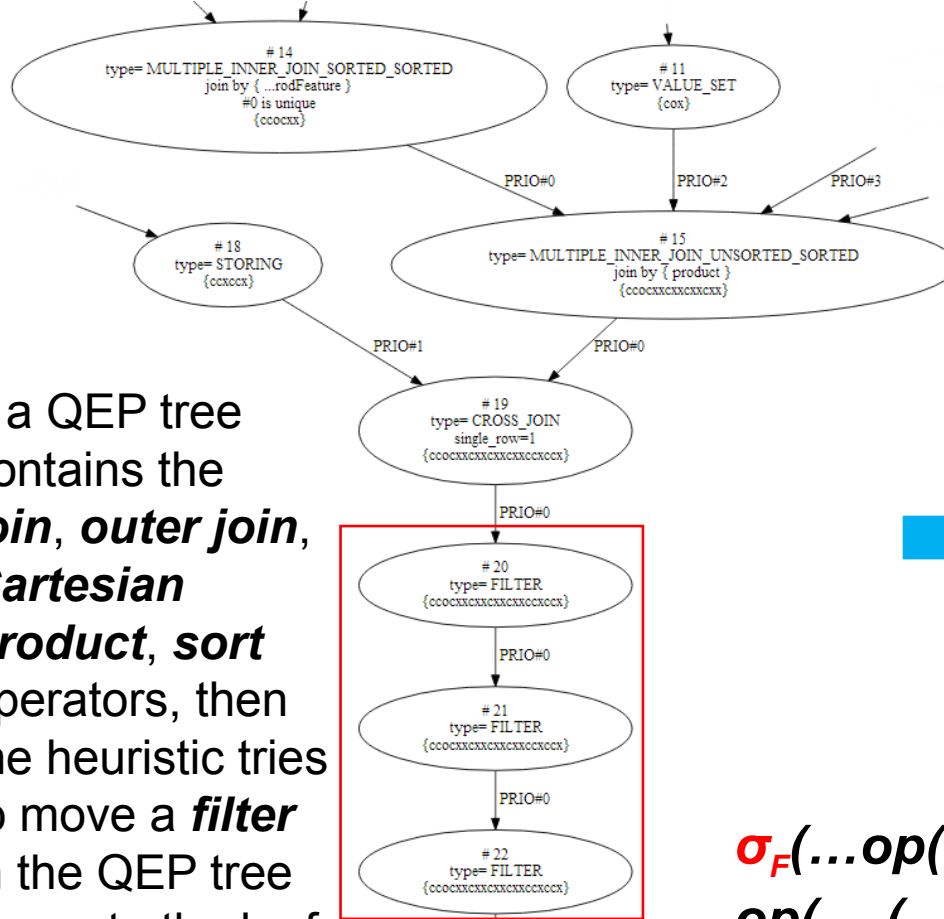 # 14
type= MULTIPLE_INNER_JOIN_SORTED_SORTED
join by { ...rodFeature }
#0 is unique
{ccocxx}
# 11
type= VALUE_SET
{cox}
PRIO#0
PRIO#2
PRIO#3
# 18
type= STORING
{ccxccx}
# 15
type= MULTIPLE_INNER_JOIN_UNSORTED_SORTED
join by { product }
{ccocxxcxxcxxcxx}
PRIO#1
PRIO#0
# 19
type= CROSS_JOIN
single_row=1
{ccocxxcxxcxxcxxccxccx}
PRIO#0
# 20
type= FILTER
{ccocxxcxxcxxcxxccxccx}
PRIO#0
# 21
type= FILTER
{ccocxxcxxcxxcxxccxccx}
PRIO#0
# 22
type= FILTER
{ccocxxcxxcxxcxxccxccx}
a QEP tree
ontains the
oin, outer join,
artesian
roduct, sort
perators, then
he heuristic tries
o move a filter
n the QEP tree
σF(…op(
op(…(